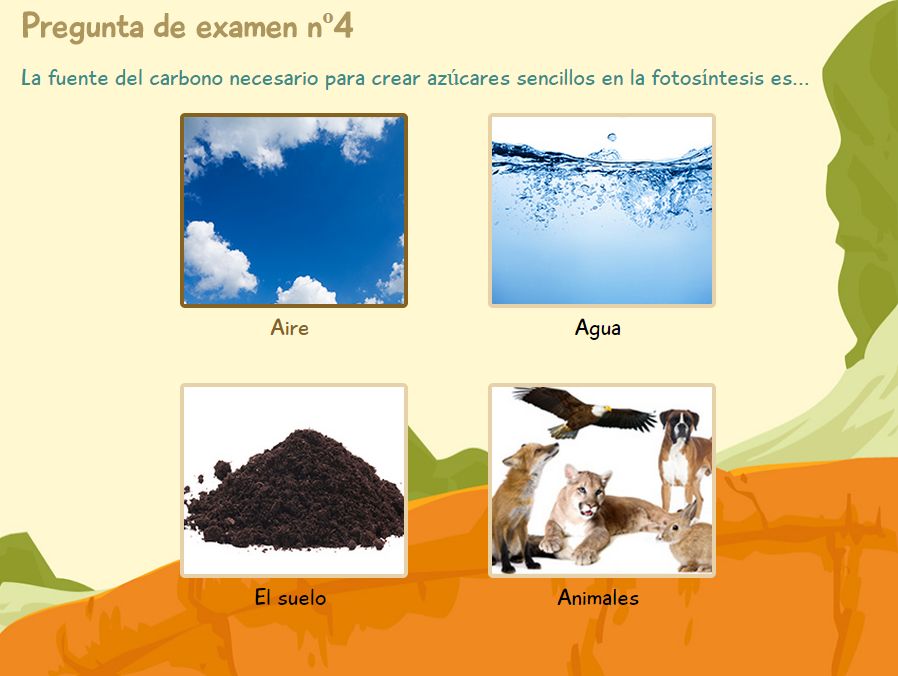 Pregunta de examen nº4
La fuente del carbono necesario para crear azúcares sencillos en la fotosíntesis es...
Aire
Agua
El suelo
Animales